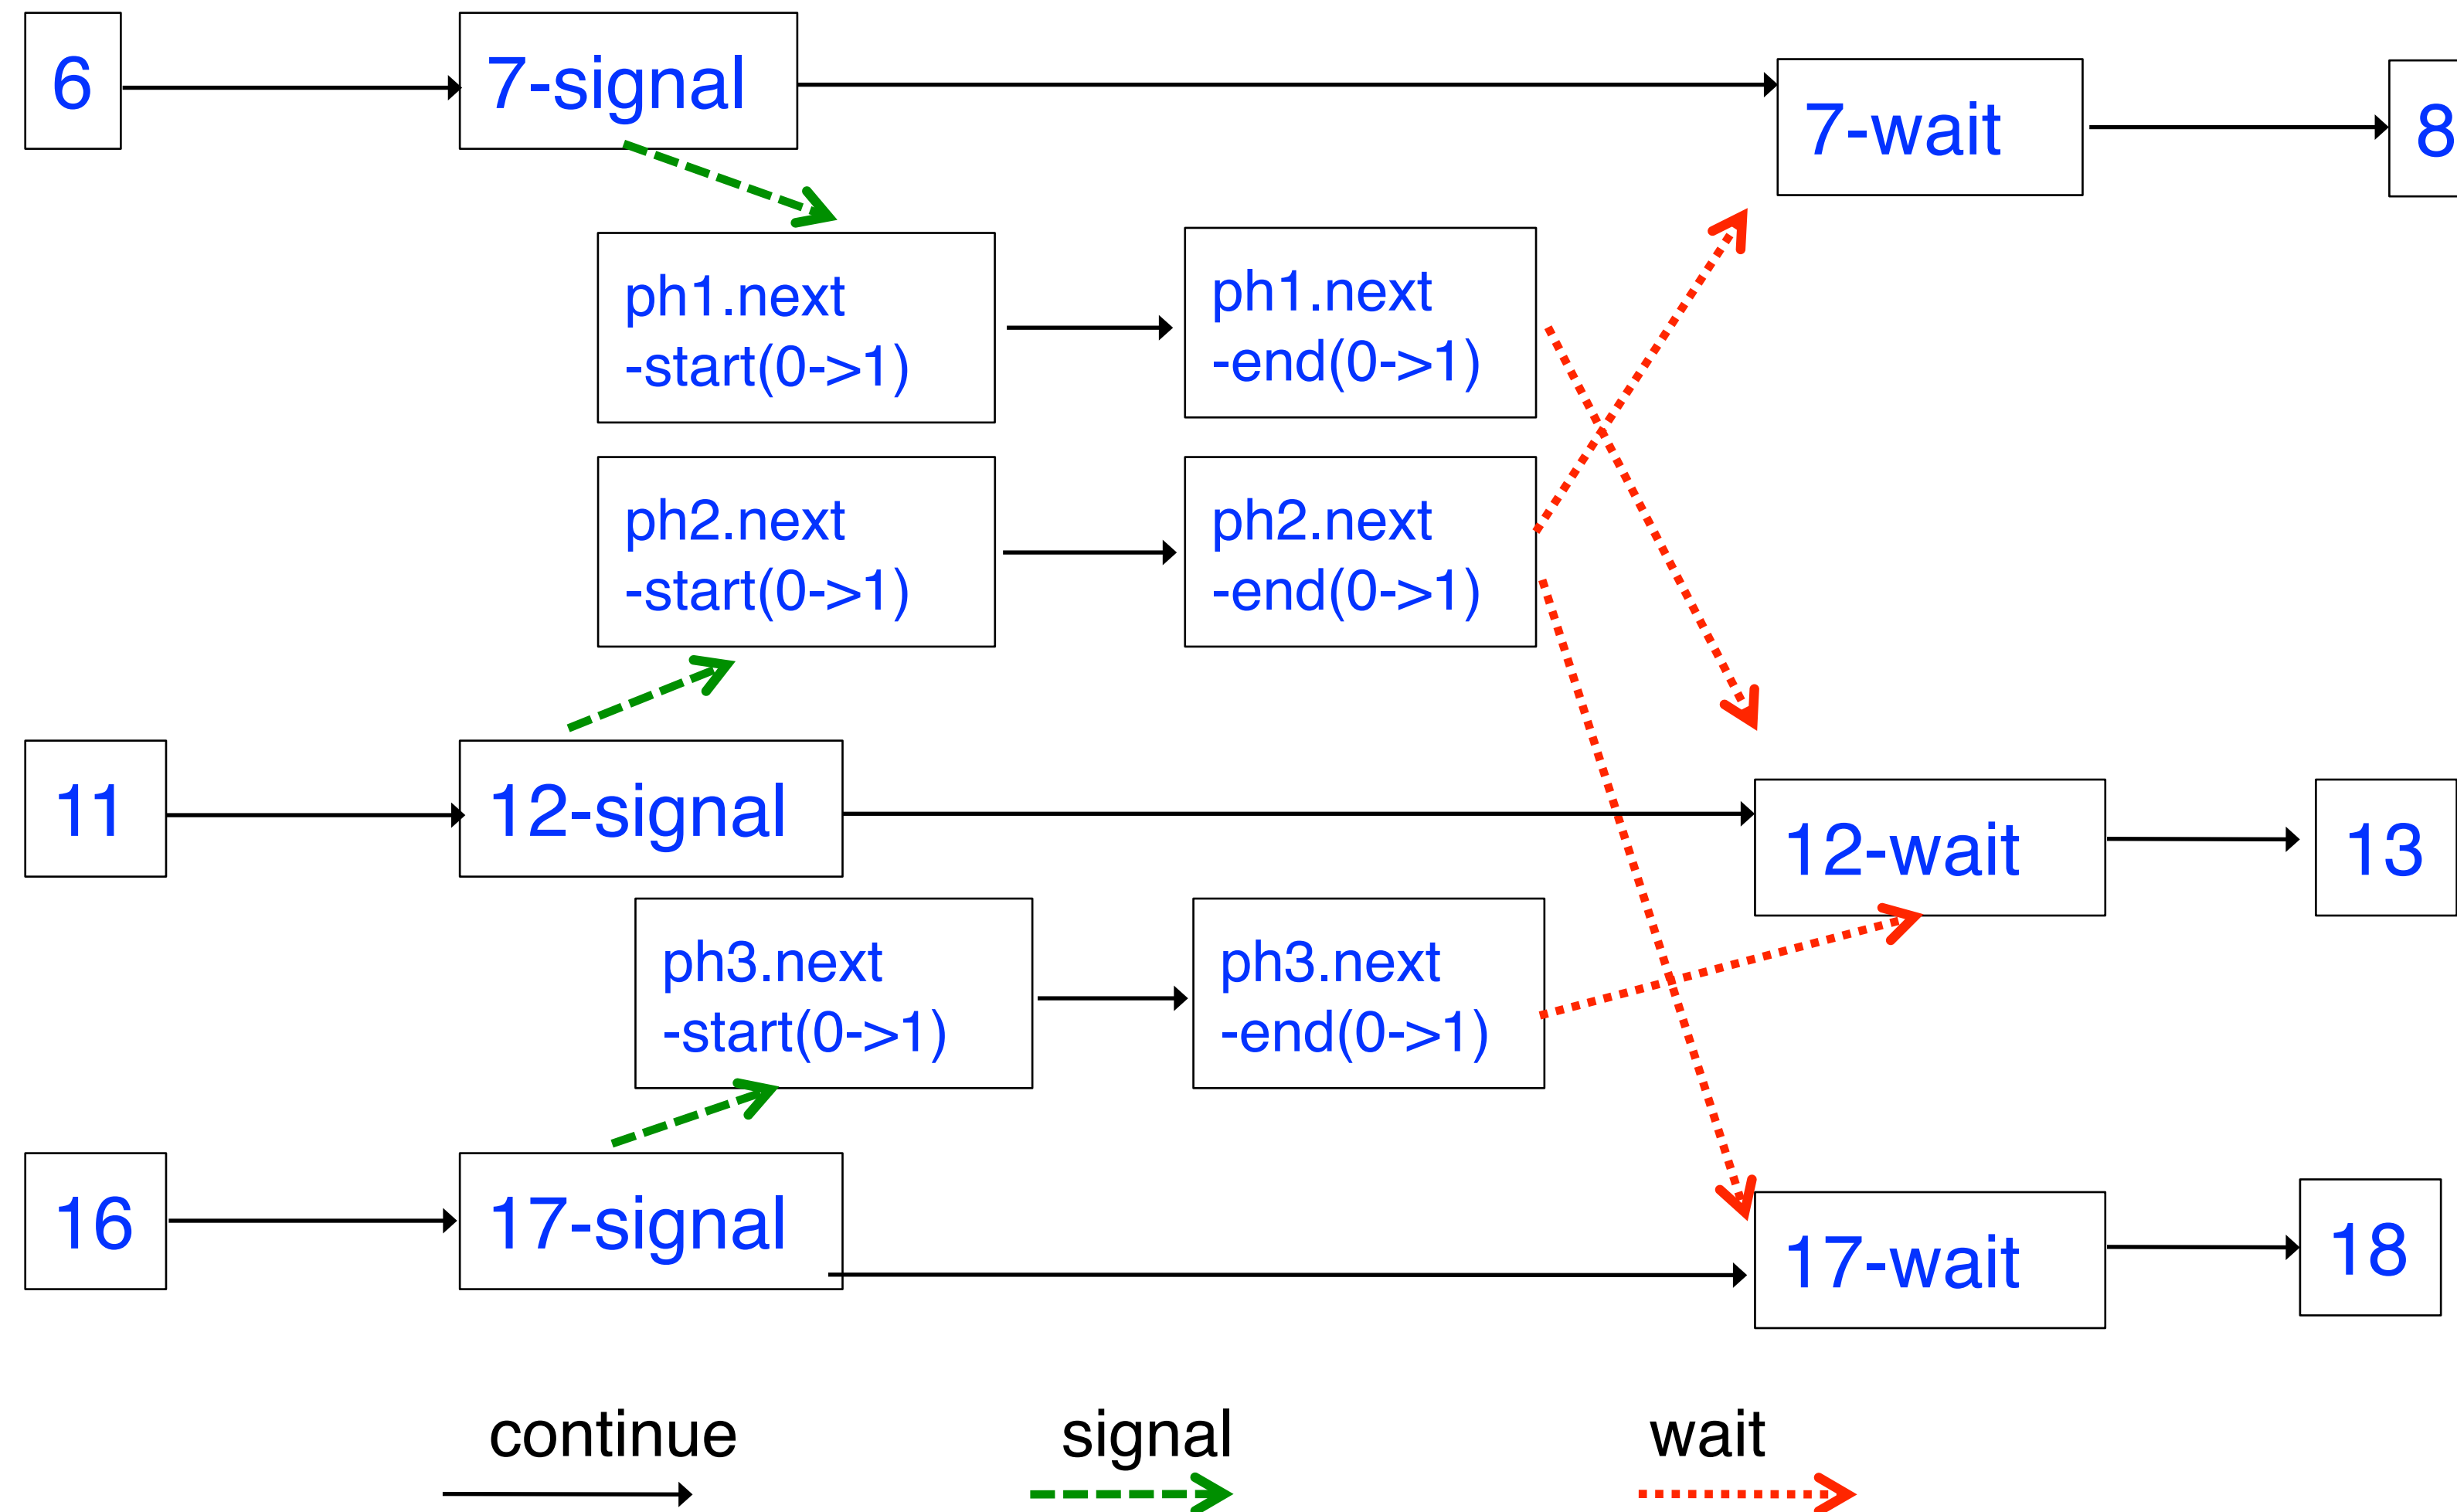 6
7-signal
7-wait
8
ph1.next
-start(0->1)
ph1.next
-end(0->1)
ph2.next
-start(0->1)
ph2.next
-end(0->1)
11
12-signal
12-wait
13
ph3.next
-start(0->1)
ph3.next
-end(0->1)
16
17-signal
17-wait
18
continue
signal
wait